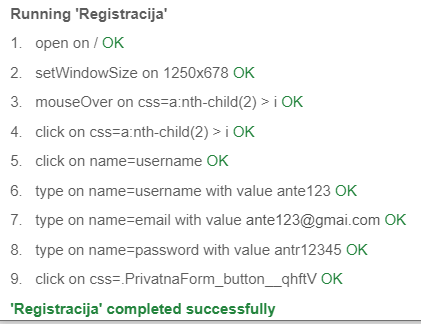 Running 'Registracija'
1. open on / OK
2. setWindowSize on 1250x678 OK
3. mouseOver on css=a:nth-child(2) > i OK
4. click on css=a:nth-child(2) > i OK
5. click on name=username OK
6. type on name=username with value ante123 OK
7. type on name=email with value ante123@gmai.com OK
8. type on name=password with value antr12345 OK
9. click on css=.PrivatnaForm_button__qhftV OK
'Registracija' completed successfully